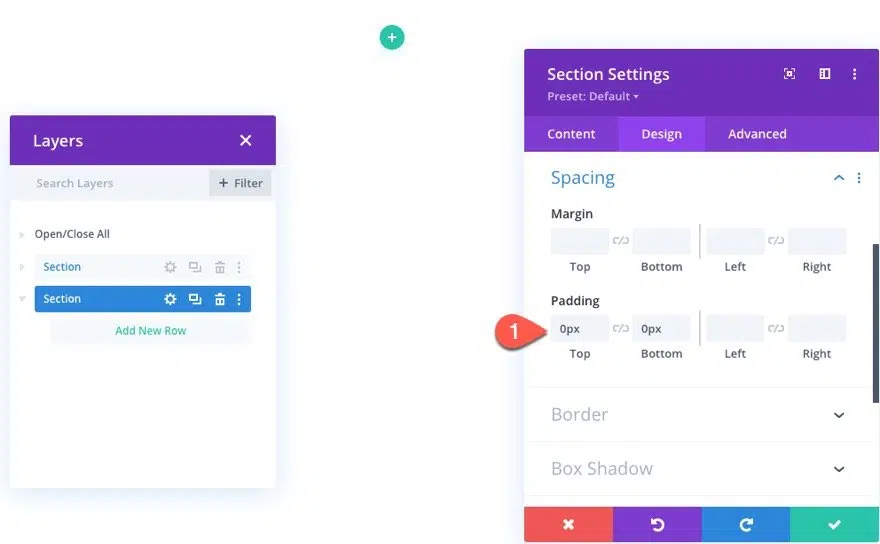 Layers
Search Layers
+ Filter
Open/Close All
Section
Section
Add New Row
Section Settings
Preset: Default
Content Design Advanced
Spacing
Margin
Top Bottom Left Right
Padding
1
0px 0px
Top Bottom Left Right
Border
Box Shadow